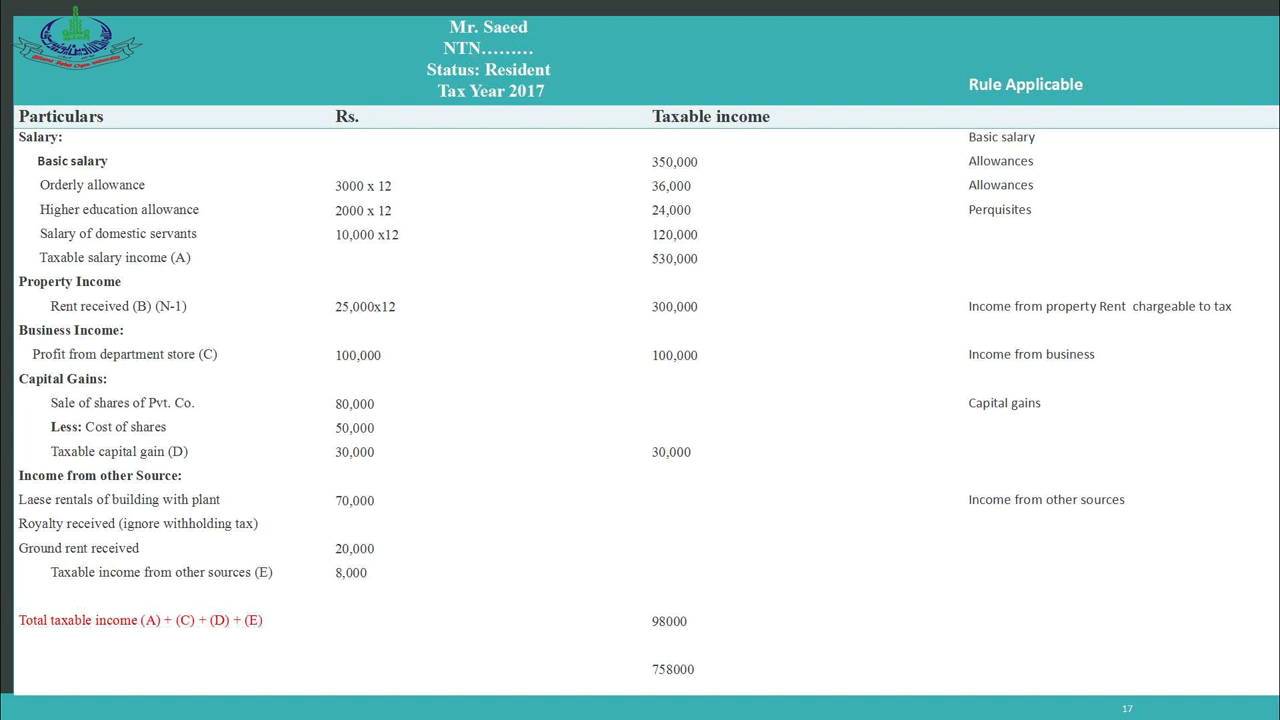 Mr. Saeed
NTN.........
Status: Resident
Tax Year 2017
Rule Applicable
Particulars Rs. Taxable income
Salary: Basic salary
Basic salary 350,000 Allowances
Orderly allowance 3000 x 12 36,000 Allowances
Higher education allowance 2000 x 12 24,000 Perquisites
Salary of domestic servants 10,000 x12 120,000
Taxable salary income (A) 530,000
Property Income
Rent received (B) (N-1) 25,000x12 300,000 Income from property Rent chargeable to tax
Business Income:
Profit from department store (C) 100,000 100,000 Income from business
Capital Gains:
Sale of shares of Pvt. Co. 80,000 Capital gains
Less: Cost of shares 50,000
Taxable capital gain (D) 30,000 30,000
Income from other Source:
Laese rentals of building with plant 70,000 Income from other sources
Royalty received (ignore withholding tax)
Ground rent received 20,000
Taxable income from other sources (E) 8,000
Total taxable income (A) + (C) + (D) + (E) 98000
758000
17